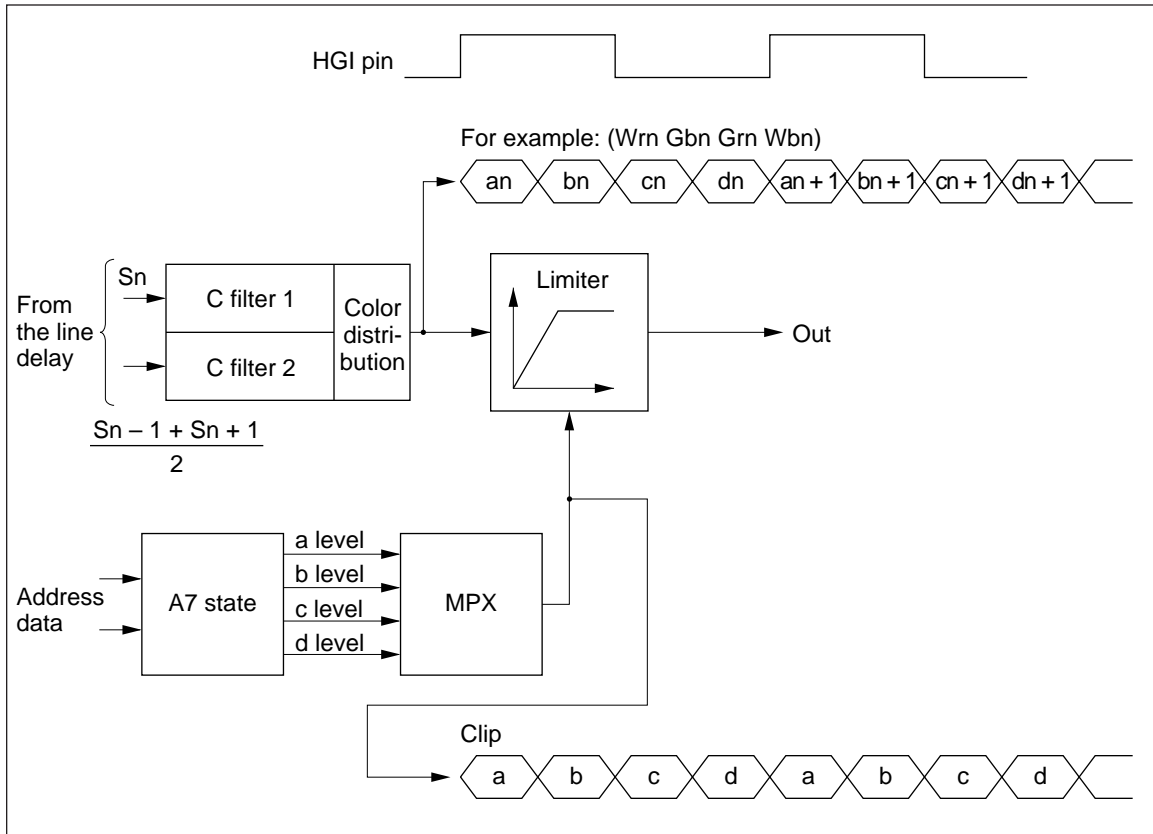 HGI pin
For example: (Wrn Gbn Grn Wbn)
an bn cn dn an + 1 bn + 1 cn + 1 dn + 1
From
the line
delay
Sn
C filter 1
C filter 2
Color
distri-
bution
Sn – 1 + Sn + 1
2
Limiter
Out
Address
data
A7 state
a level
b level
c level
d level
MPX
Clip
a b c d a b c d